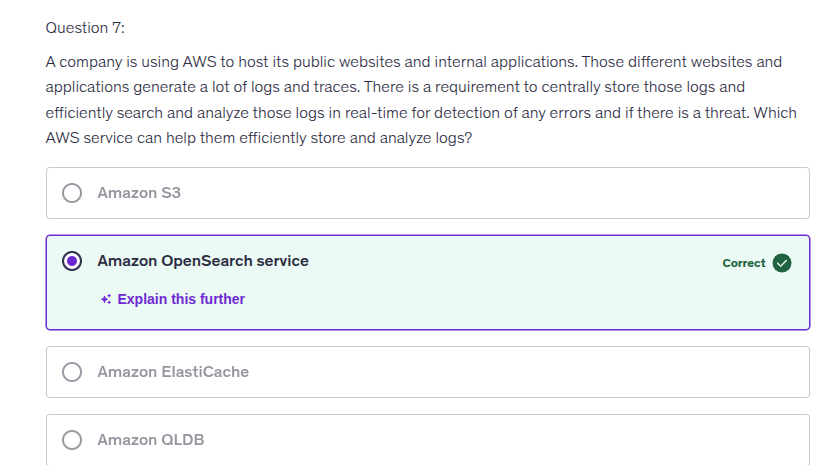 Question 7:
A company is using AWS to host its public websites and internal applications. Those different websites and
applications generate a lot of logs and traces. There is a requirement to centrally store those logs and
efficiently search and analyze those logs in real-time for detection of any errors and if there is a threat. Which
AWS service can help them efficiently store and analyze logs?
Amazon S3
Amazon OpenSearch service
Correct
Explain this further
Amazon ElastiCache
Amazon QLDB